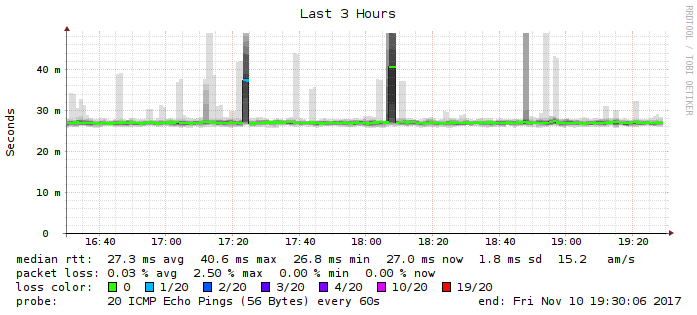 Last 3 Hours
RRDTOOL / TOBI OETIKER
Seconds
40 m
30 m
20 m
10 m
0
16:40 17:00 17:20 17:40 18:00 18:20 18:40 19:00 19:20
median rtt: 27.3 ms avg 40.6 ms max 26.8 ms min 27.0 ms now 1.8 ms sd 15.2 am/s
packet loss: 0.03 % avg 2.50 % max 0.00 % min 0.00 % now
loss color: 0 1/20 2/20 3/20 4/20 10/20 19/20
probe: 20 ICMP Echo Pings (56 Bytes) every 60s end: Fri Nov 10 19:30:06 2017